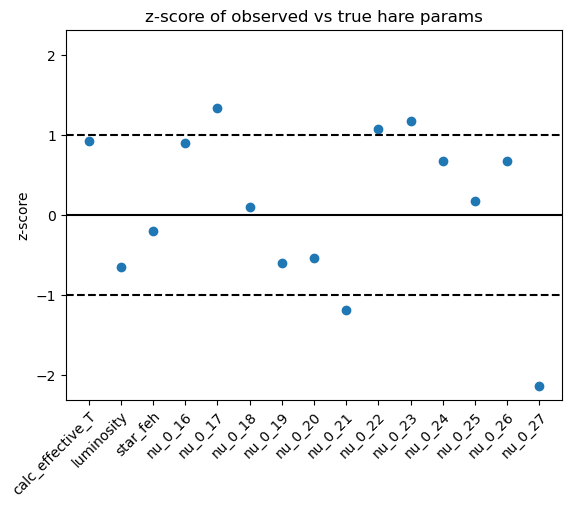 z-score of observed vs true hare params
z-score
2
1
0
−1
−2
calc_effective_T
luminosity
star_feh
nu_0_16
nu_0_17
nu_0_18
nu_0_19
nu_0_20
nu_0_21
nu_0_22
nu_0_23
nu_0_24
nu_0_25
nu_0_26
nu_0_27